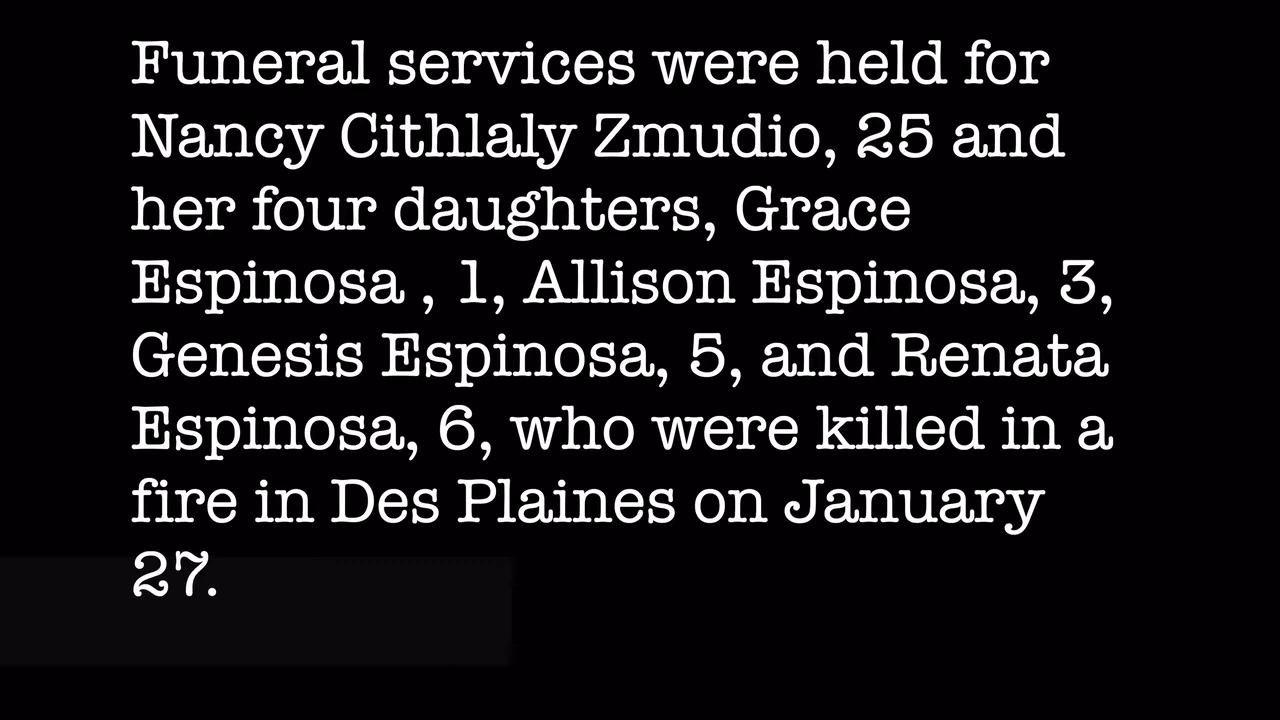 Funeral services were held for
Nancy Cithlaly Zmudio, 25 and
her four daughters, Grace
Espinosa , 1, Allison Espinosa, 3,
Genesis Espinosa, 5, and Renata
Espinosa, 6, who were killed in a
fire in Des Plaines on January
27.